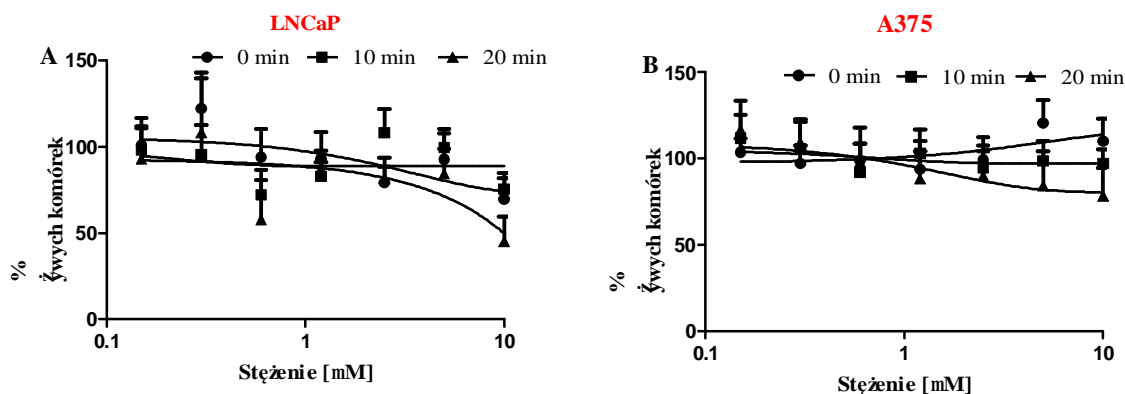 LNCaP
A
0 min 10 min 20 min
150
100
50
0
% żywych komórek
0.1 1 10
Stężenie [mM]
A375
B
0 min 10 min 20 min
150
100
50
0
% żywych komórek
0.1 1 10
Stężenie [mM]